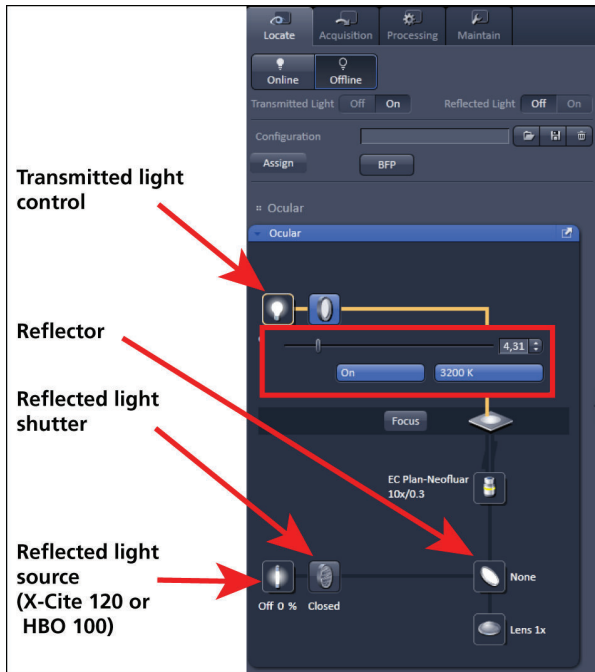 Locate Acquisition Processing Maintain
Online Offline
Transmitted Light Off On Reflected Light Off On
Configuration
Assign BFP
Transmitted light
control
Ocular
Ocular
4,31
Reflector
On 3200 K
Reflected light
shutter
Focus
EC Plan-Neofluar
10x/0.3
Reflected light
source
(X-Cite 120 or
HBO 100)
None
Off 0 % Closed
Lens 1x